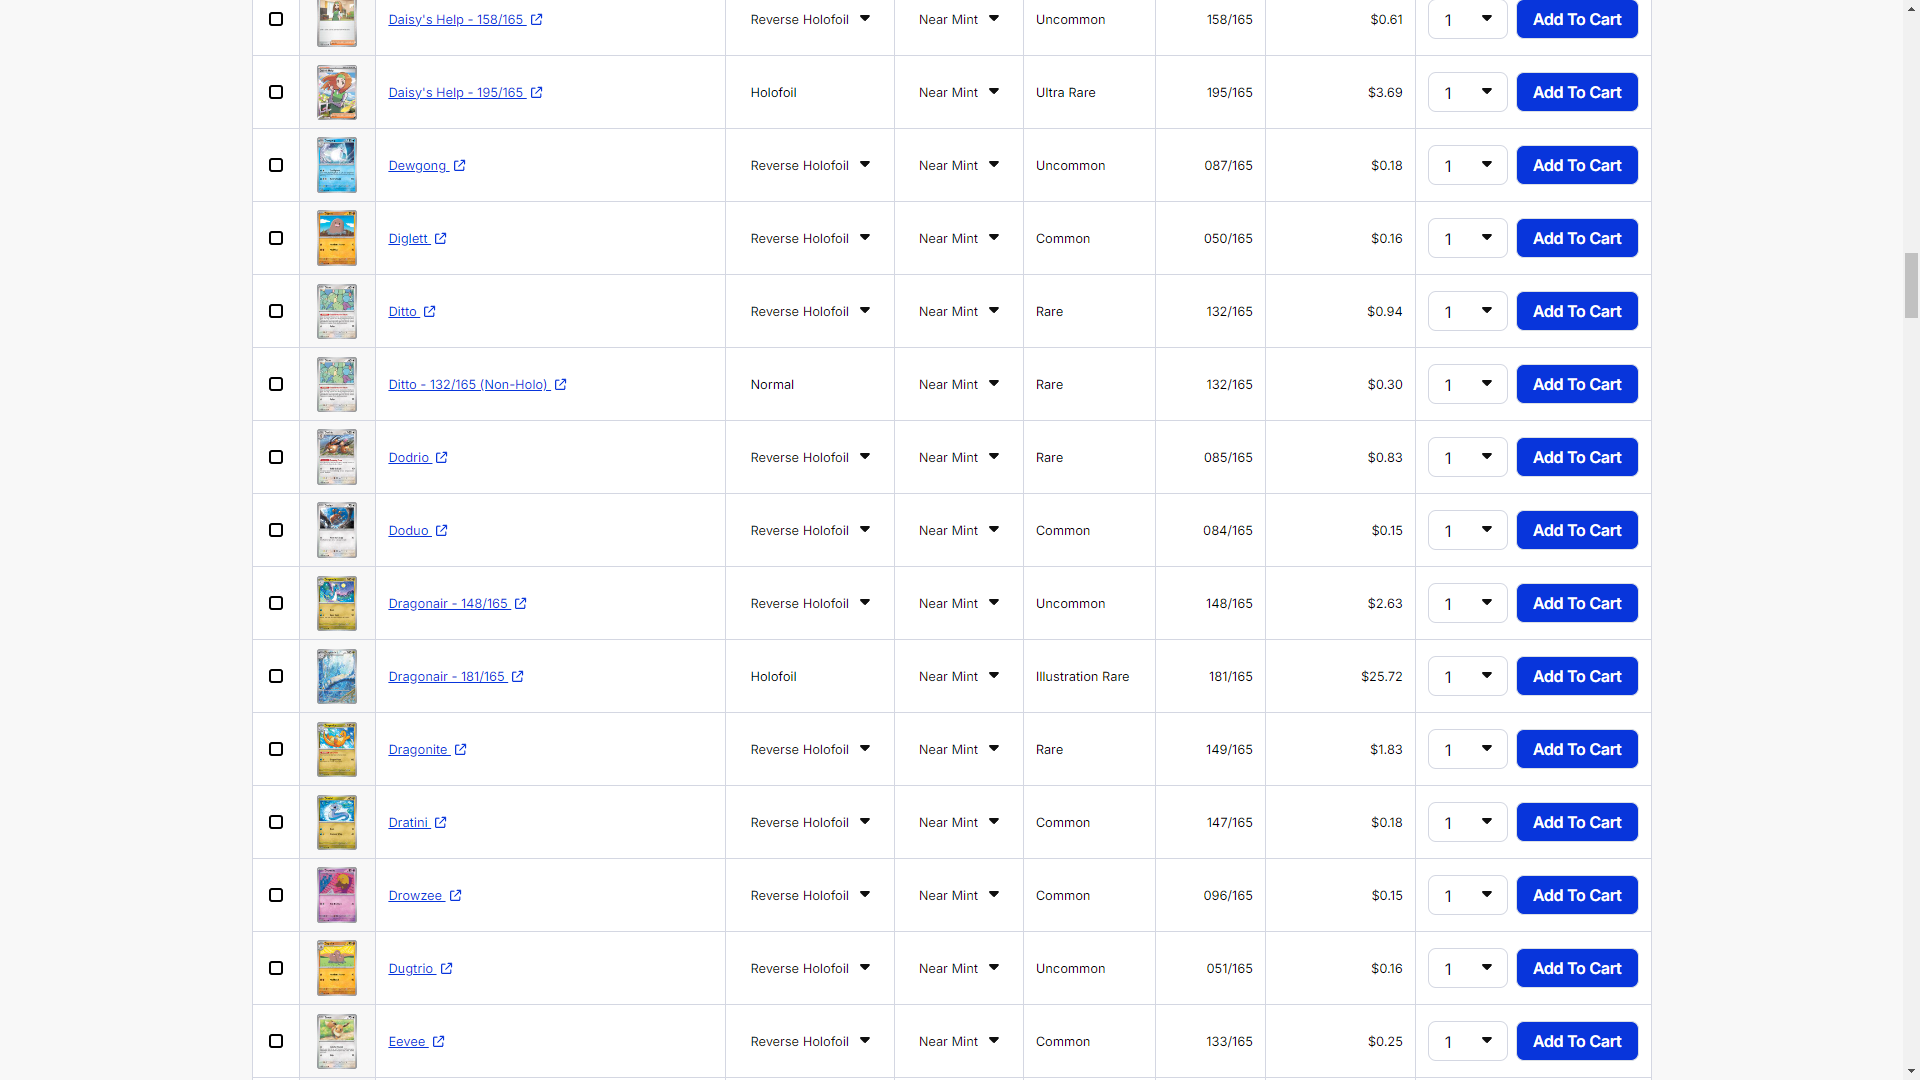 Daisy's Help - 158/165 Reverse Holofoil Near Mint Uncommon 158/165 $0.61 1 Add To Cart
Daisy's Help - 195/165 Holofoil Near Mint Ultra Rare 195/165 $3.69 1 Add To Cart
Dewgong Reverse Holofoil Near Mint Uncommon 087/165 $0.18 1 Add To Cart
Diglett Reverse Holofoil Near Mint Common 050/165 $0.16 1 Add To Cart
Ditto Reverse Holofoil Near Mint Rare 132/165 $0.94 1 Add To Cart
Ditto - 132/165 (Non-Holo) Normal Near Mint Rare 132/165 $0.30 1 Add To Cart
Dodrio Reverse Holofoil Near Mint Rare 085/165 $0.83 1 Add To Cart
Doduo Reverse Holofoil Near Mint Common 084/165 $0.15 1 Add To Cart
Dragonair - 148/165 Reverse Holofoil Near Mint Uncommon 148/165 $2.63 1 Add To Cart
Dragonair - 181/165 Holofoil Near Mint Illustration Rare 181/165 $25.72 1 Add To Cart
Dragonite Reverse Holofoil Near Mint Rare 149/165 $1.83 1 Add To Cart
Dratini Reverse Holofoil Near Mint Common 147/165 $0.18 1 Add To Cart
Drowzee Reverse Holofoil Near Mint Common 096/165 $0.15 1 Add To Cart
Dugtrio Reverse Holofoil Near Mint Uncommon 051/165 $0.16 1 Add To Cart
Eevee Reverse Holofoil Near Mint Common 133/165 $0.25 1 Add To Cart